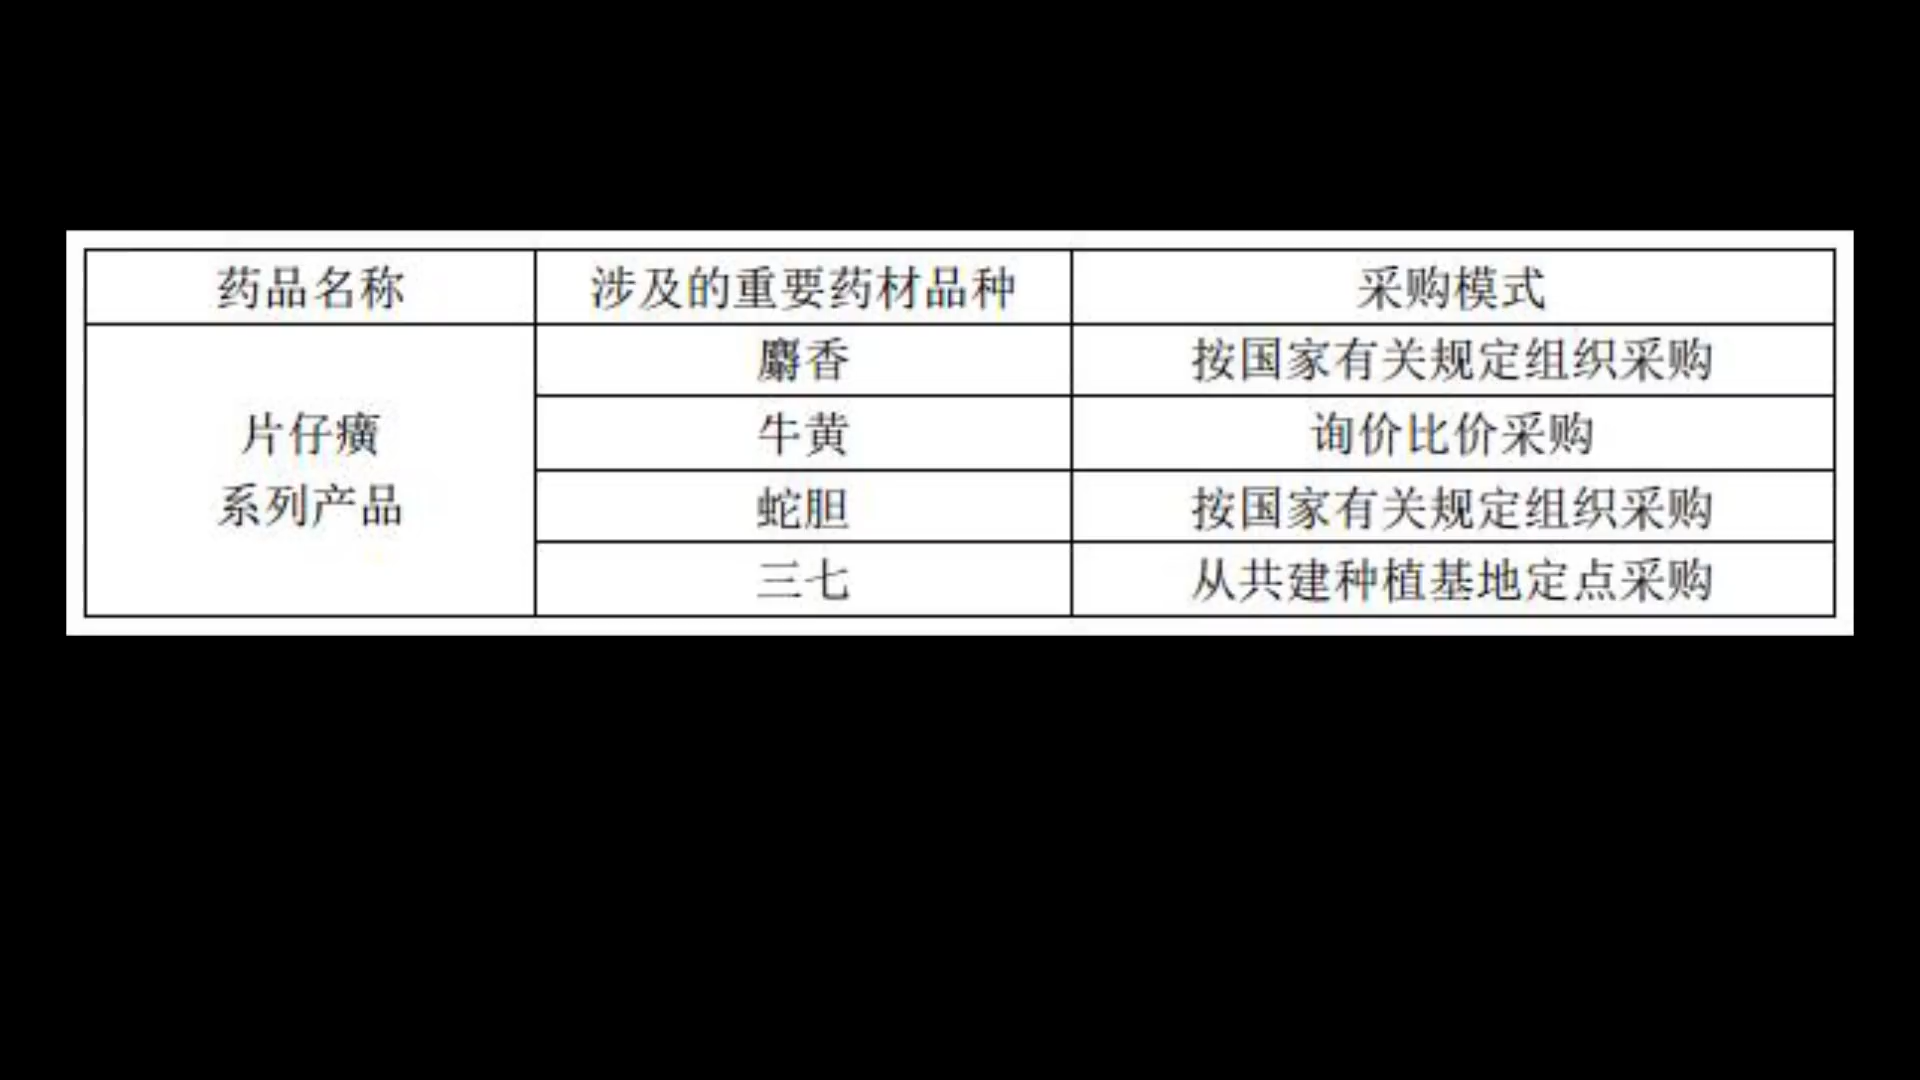 药品名称 涉及的重要药材品种 采购模式
片仔癀
系列产品
麝香 按国家有关规定组织采购
牛黄 询价比价采购
蛇胆 按国家有关规定组织采购
三七 从共建种植基地定点采购